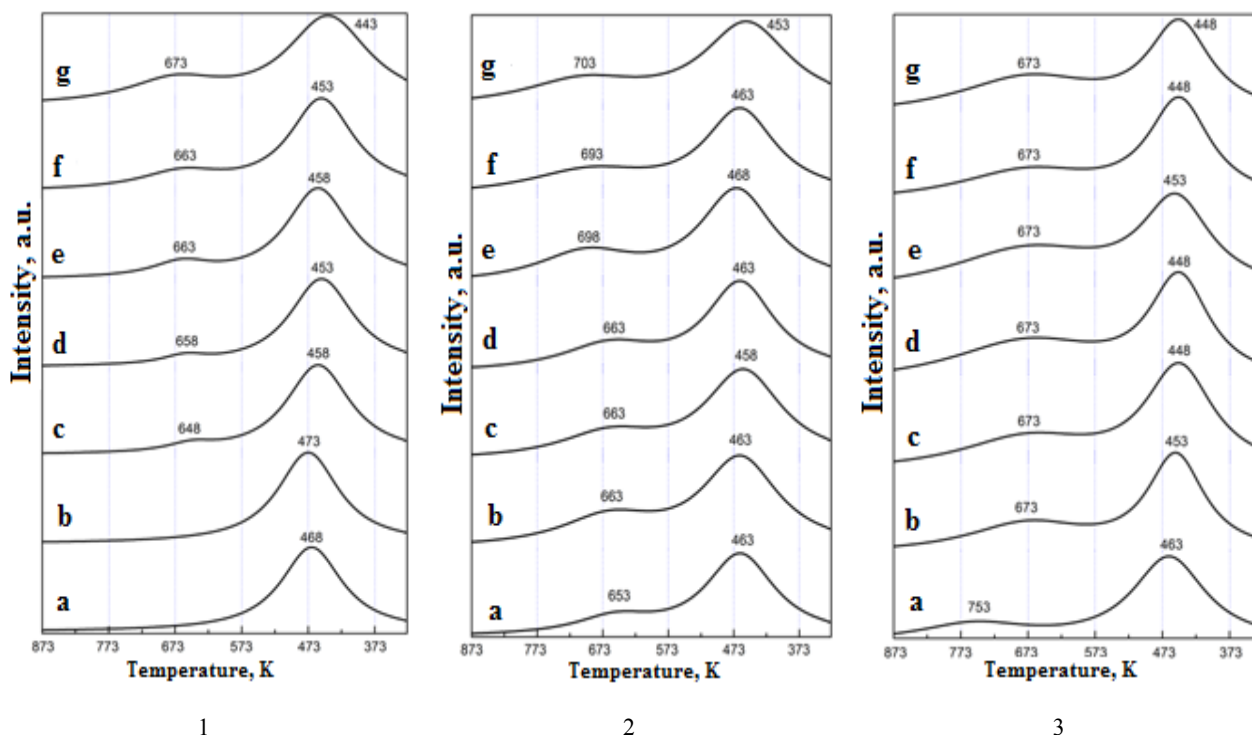 443
673
g
453
663
f
458
663
e
453
658
d
458
648
c
473
b
468
a
Intensity, a.u.
873 773 673 573 473 373
Temperature, K
1
453
703
g
463
693
f
468
698
e
463
663
d
458
663
c
463
663
b
463
653
a
Intensity, a.u.
873 773 673 573 473 373
Temperature, K
2
448
673
g
448
673
f
453
673
e
448
673
d
448
673
c
453
673
b
463
753
a
Intensity, a.u.
873 773 673 573 473 373
Temperature, K
3